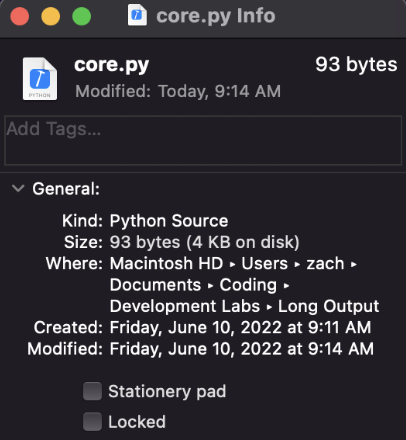 core.py Info
core.py 93 bytes
PYTHON
Modified: Today, 9:14 AM
Add Tags...
General:
Kind: Python Source
Size: 93 bytes (4 KB on disk)
Where: Macintosh HD ▸ Users ▸ zach ▸
Documents ▸ Coding ▸
Development Labs ▸ Long Output
Created: Friday, June 10, 2022 at 9:11 AM
Modified: Friday, June 10, 2022 at 9:14 AM
Stationery pad
Locked